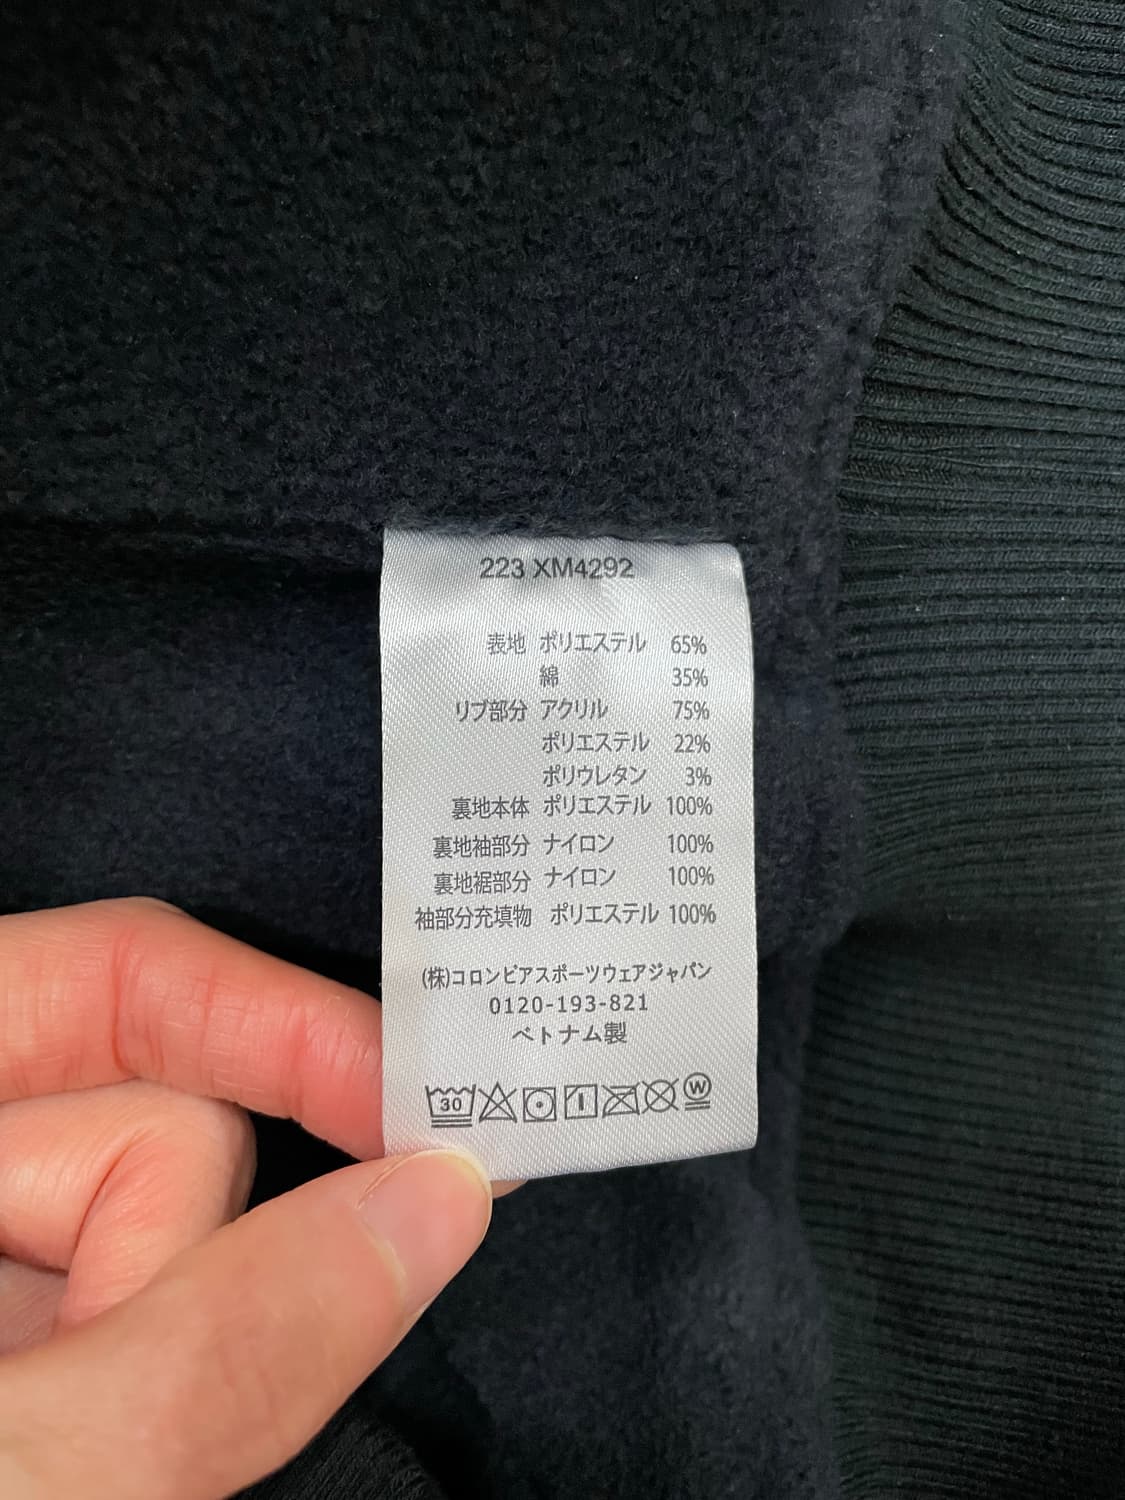 223 XM4292
表地 ポリエステル 65%
綿 35%
リブ部分 アクリル 75%
ポリエステル 22%
ポリウレタン 3%
裏地本体 ポリエステル 100%
裏地袖部分 ナイロン 100%
裏地裾部分 ナイロン 100%
袖部分充填物 ポリエステル 100%
(株)コロンビアスポーツウェアジャパン
0120-193-821
ベトナム製
30 W